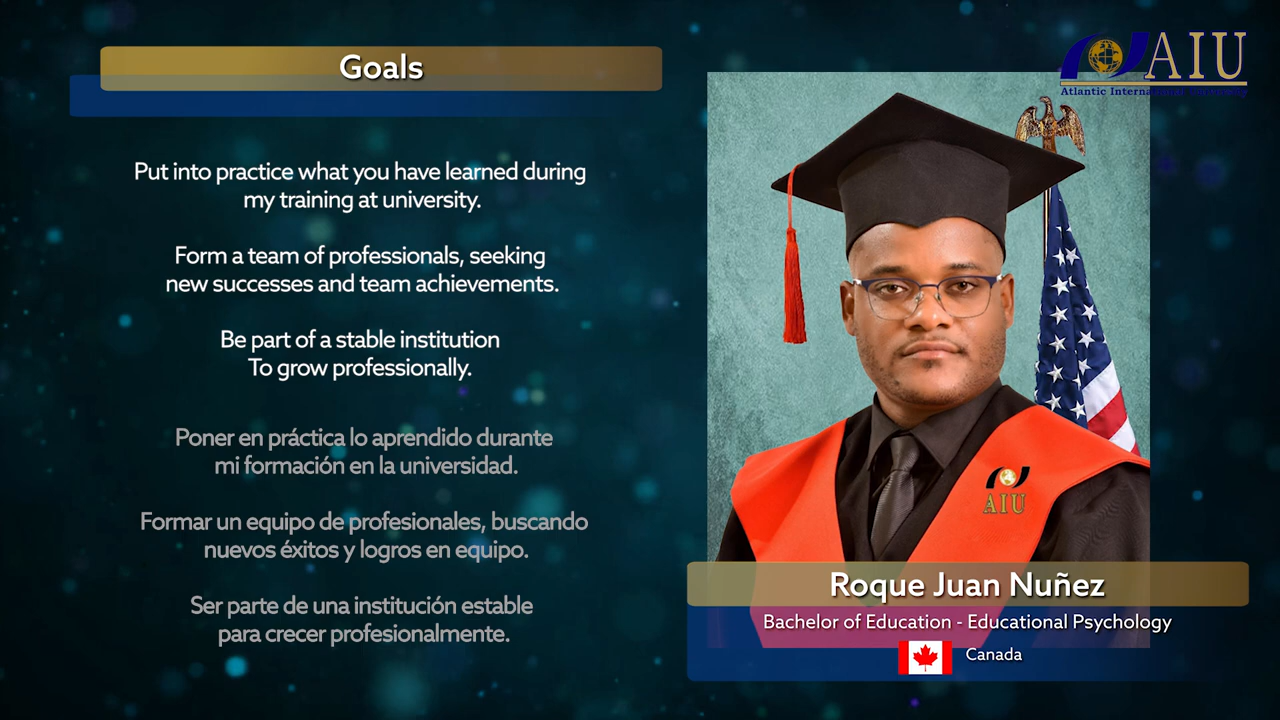 Goals
Put into practice what you have learned during
my training at university.
Form a team of professionals, seeking
new successes and team achievements.
Be part of a stable institution
To grow professionally.
Poner en práctica lo aprendido durante
mi formación en la universidad.
Formar un equipo de profesionales, buscando
nuevos éxitos y logros en equipo.
Ser parte de una institución estable
para crecer profesionalmente.
AIU
Atlantic International University
AIU
Roque Juan Nuñez
Bachelor of Education - Educational Psychology
Canada